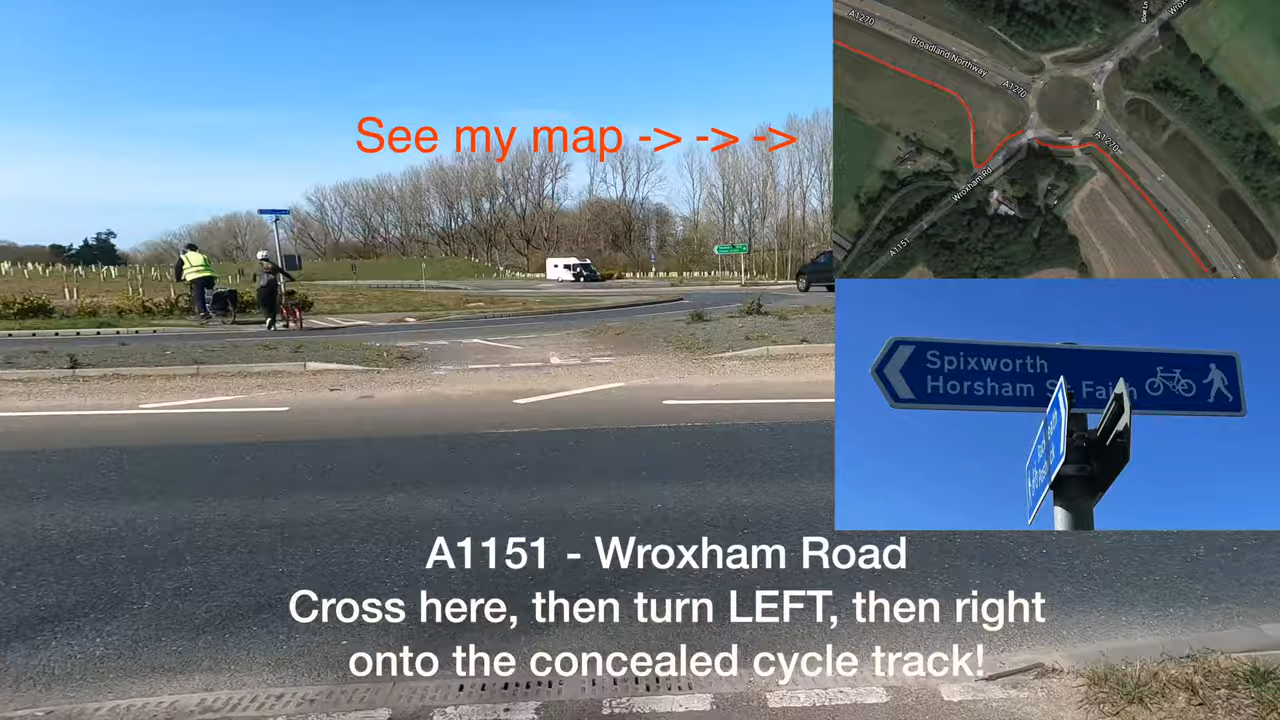 See my map -> -> ->
A1270
Broadland Northway
A1270
A1270
Wroxham Rd
A1151
Spixworth
Horsham St Faith
A1151 - Wroxham Road
Cross here, then turn LEFT, then right
onto the concealed cycle track!